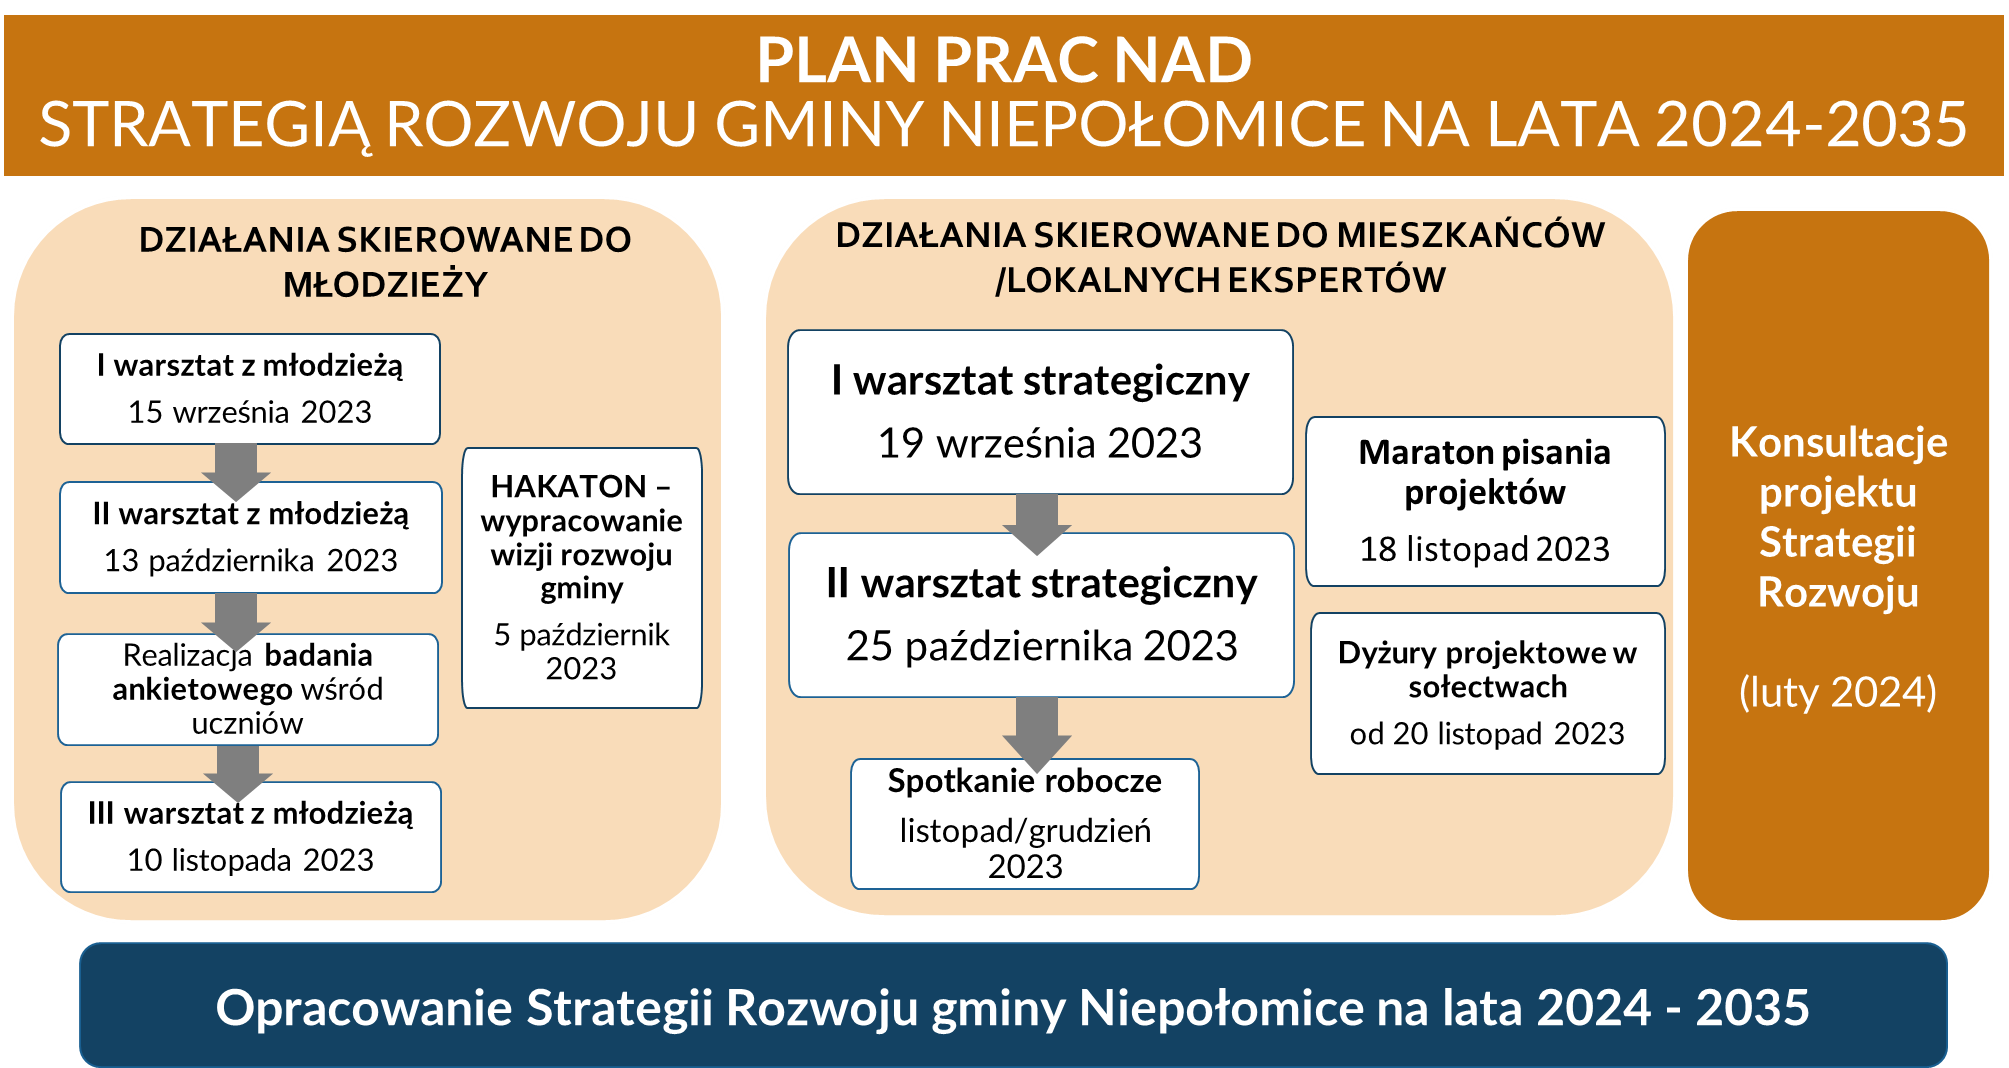 PLAN PRAC NAD
STRATEGIĄ ROZWOJU GMINY NIEPOŁOMICE NA LATA 2024-2035
DZIAŁANIA SKIEROWANE DO
MŁODZIEŻY
I warsztat z młodzieżą
15 września 2023
II warsztat z młodzieżą
13 października 2023
Realizacja badania
ankietowego wśród
uczniów
III warsztat z młodzieżą
10 listopada 2023
HAKATON –
wypracowanie
wizji rozwoju
gminy
5 październik
2023
DZIAŁANIA SKIEROWANE DO MIESZKAŃCÓW
/LOKALNYCH EKSPERTÓW
I warsztat strategiczny
19 września 2023
II warsztat strategiczny
25 października 2023
Spotkanie robocze
listopad/grudzień
2023
Maraton pisania
projektów
18 listopad 2023
Dyżury projektowe w
sołectwach
od 20 listopad 2023
Konsultacje
projektu
Strategii
Rozwoju
(luty 2024)
Opracowanie Strategii Rozwoju gminy Niepołomice na lata 2024 - 2035